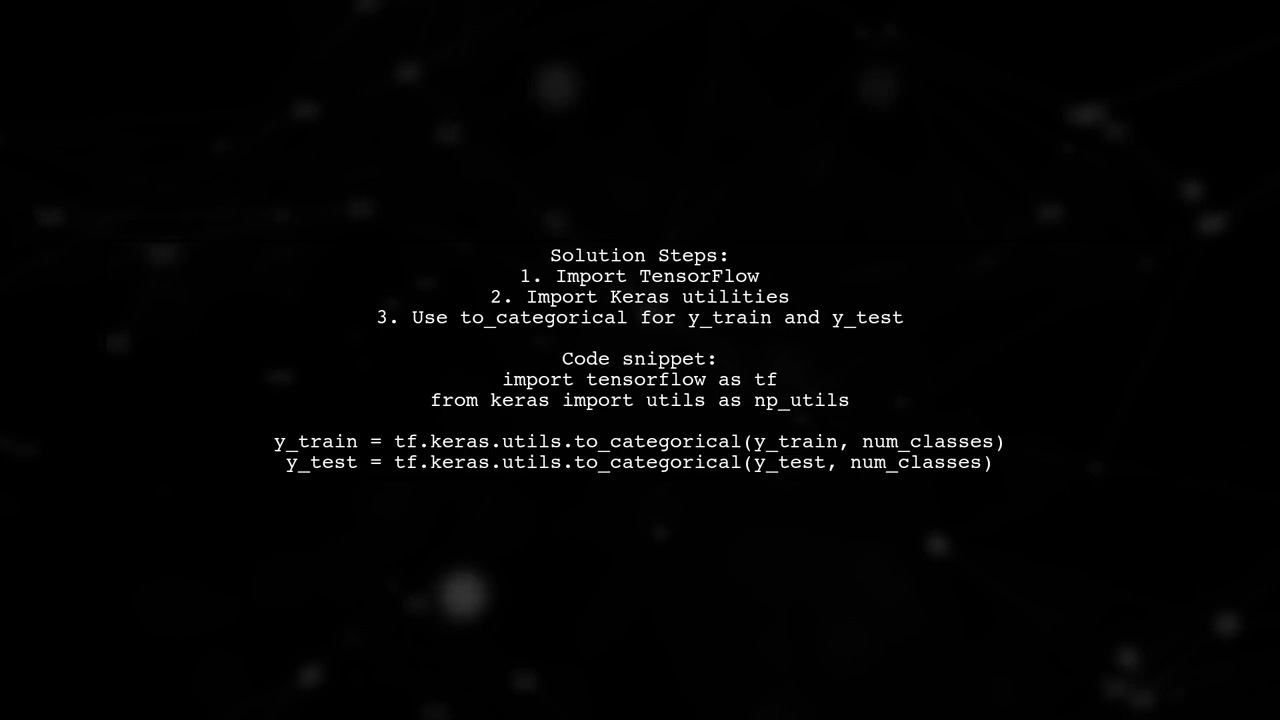 Solution Steps:
1. Import TensorFlow
2. Import Keras utilities
3. Use to_categorical for y_train and y_test
Code snippet:
import tensorflow as tf
from keras import utils as np_utils
y_train = tf.keras.utils.to_categorical(y_train, num_classes)
y_test = tf.keras.utils.to_categorical(y_test, num_classes)